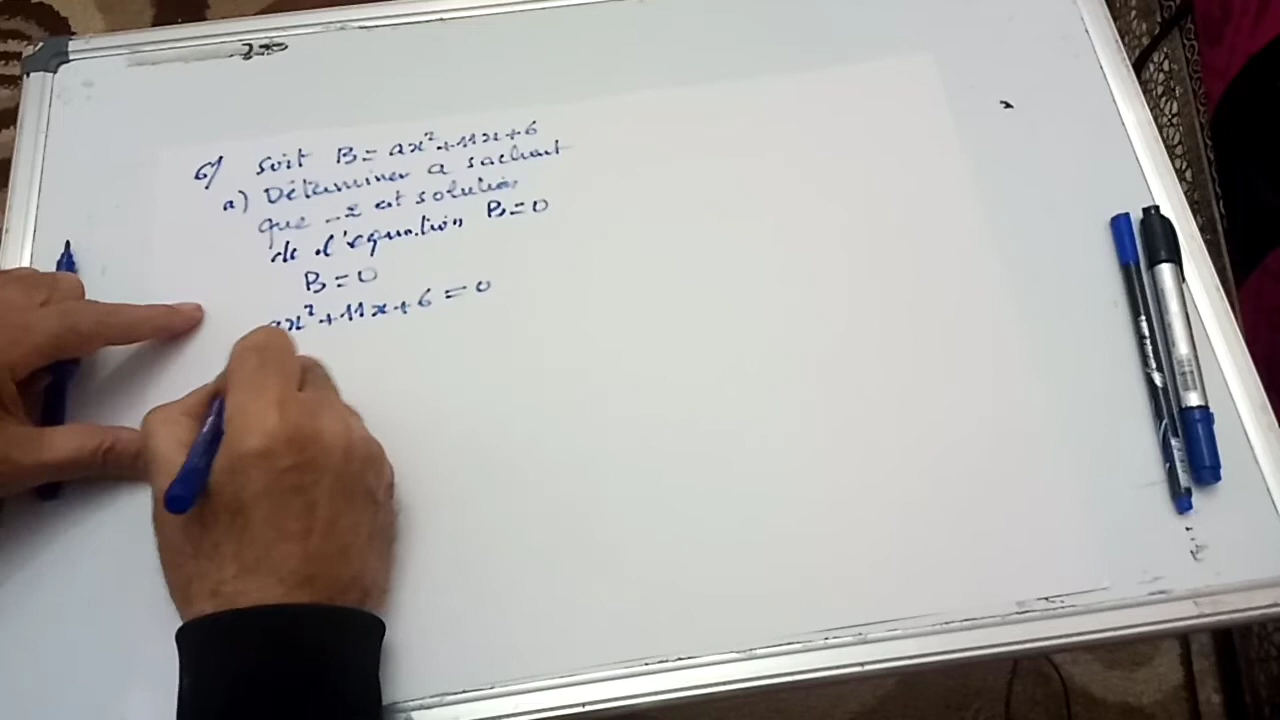 6) Soit B = ax² + 11x + 6
a) Déterminer a sachant
que -2 est solution
de l'équation B = 0
B = 0
ax² + 11x + 6 = 0